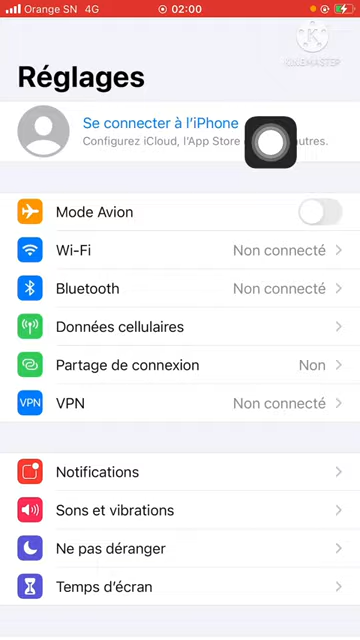 Orange SN 4G 02:00
KINEMASTER
Réglages
Se connecter à l'iPhone
Configurez iCloud, l'App Store utres.
Mode Avion
Wi-Fi Non connecté
Bluetooth Non connecté
Données cellulaires
Partage de connexion Non
VPN VPN Non connecté
Notifications
Sons et vibrations
Ne pas déranger
Temps d'écran